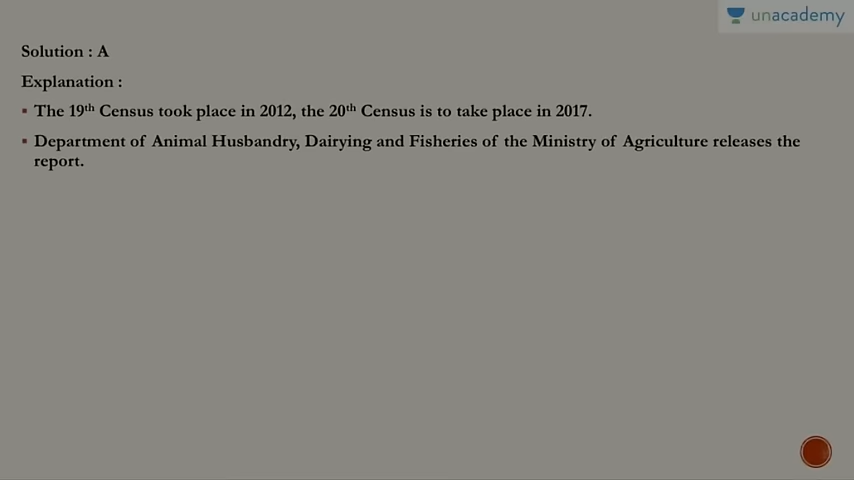 unacademy
Solution : A
Explanation :
▪ The 19th Census took place in 2012, the 20th Census is to take place in 2017.
▪ Department of Animal Husbandry, Dairying and Fisheries of the Ministry of Agriculture releases the
report.